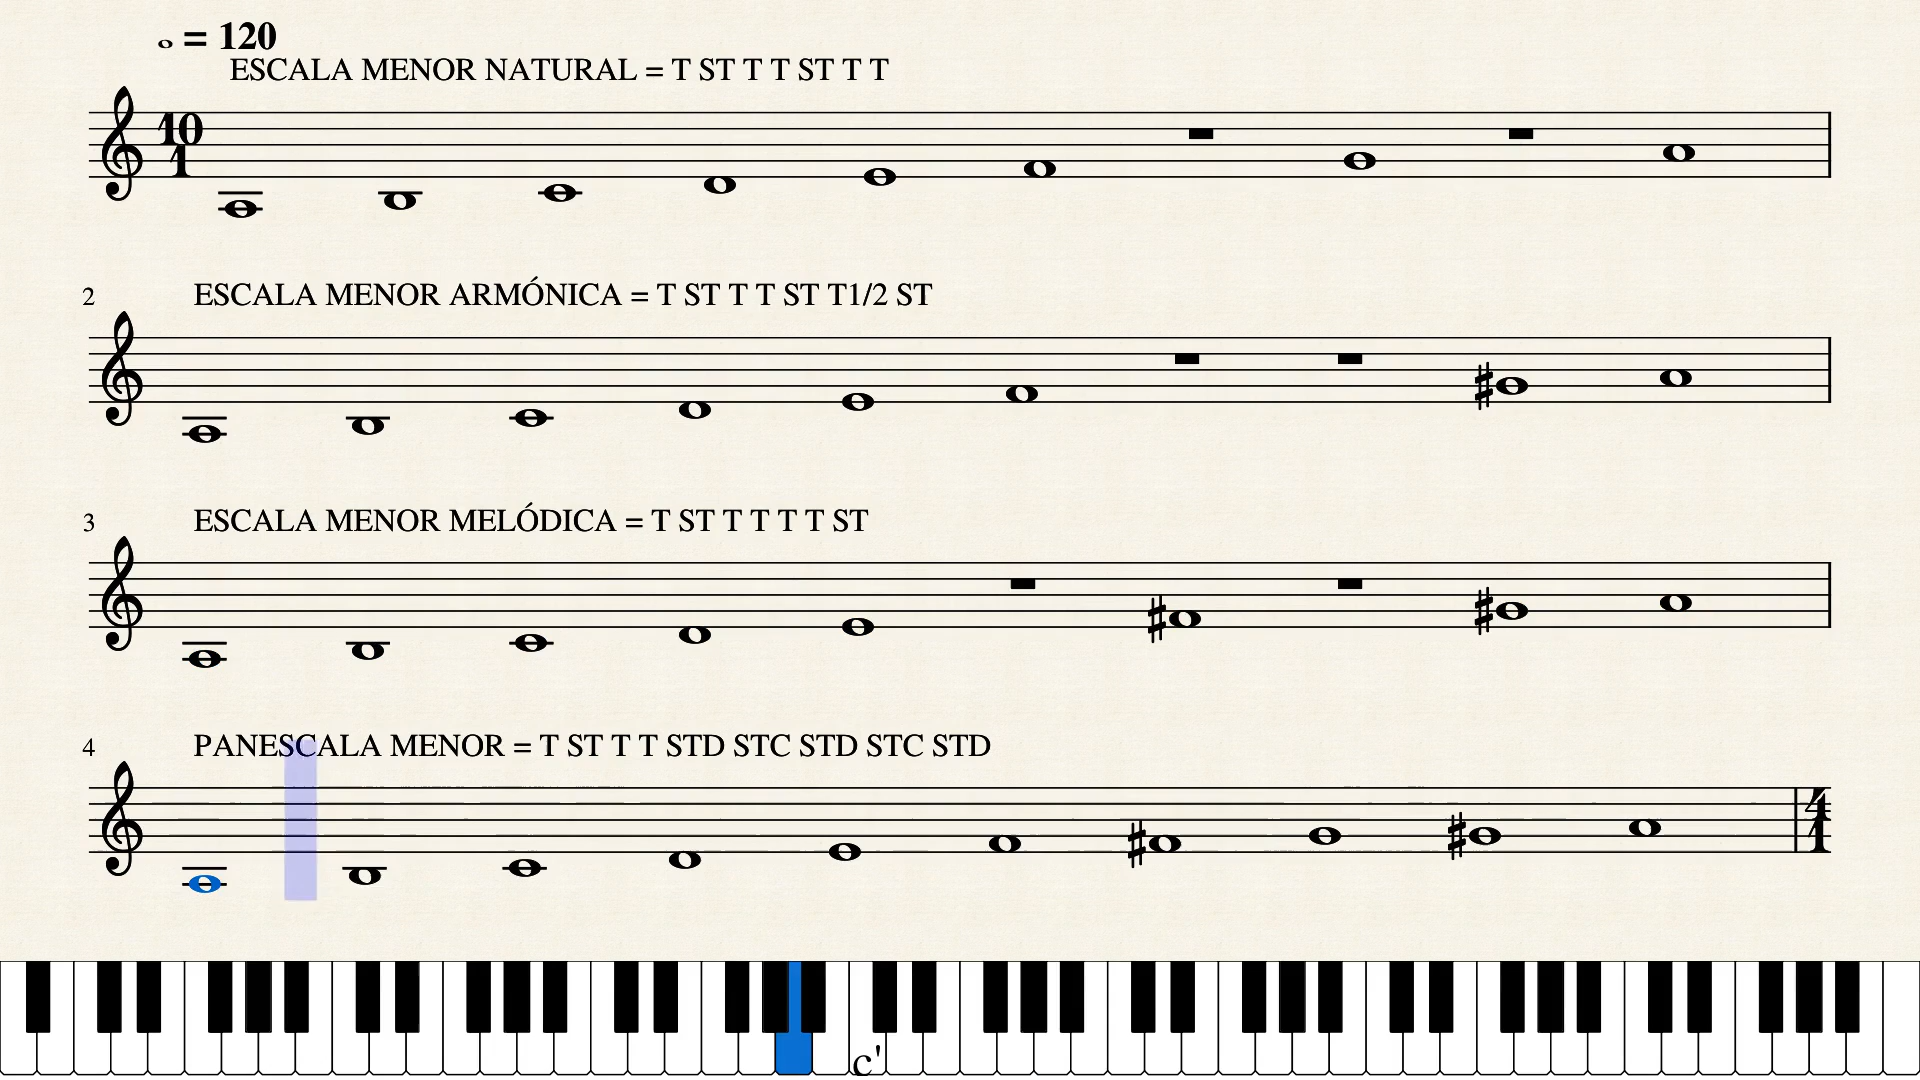 𝅝 = 120
ESCALA MENOR NATURAL = T ST T T ST T T
10
1
2
ESCALA MENOR ARMÓNICA = T ST T T ST T1/2 ST
3
ESCALA MENOR MELÓDICA = T ST T T T T ST
4
PANESCALA MENOR = T ST T T STD STC STD STC STD
4
1
c'